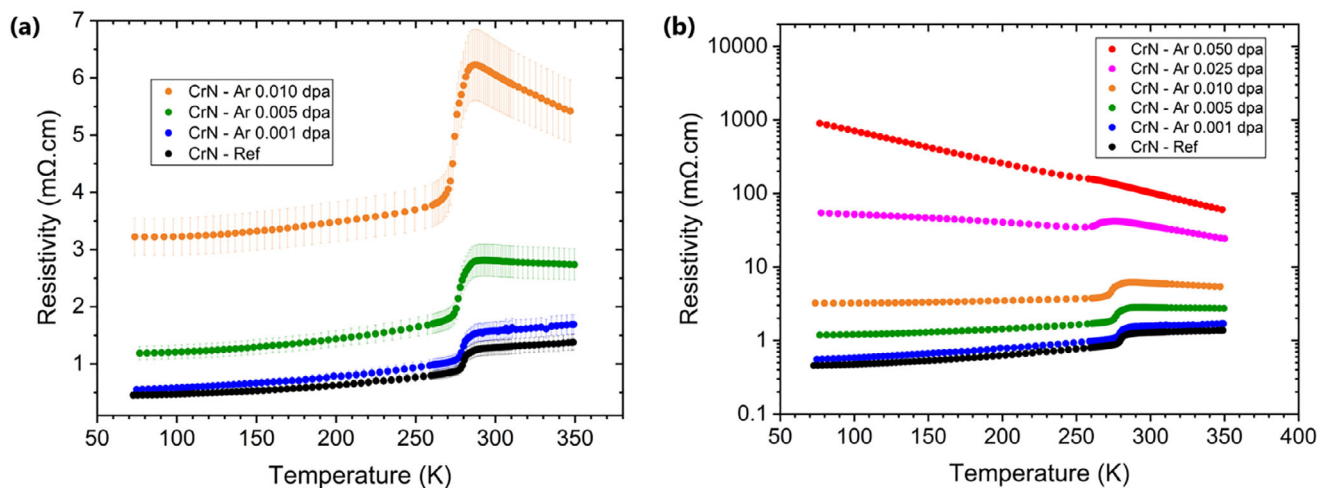 (a)
7
6
5
4
3
2
1
Resistivity (mΩ.cm)
CrN - Ar 0.010 dpa
CrN - Ar 0.005 dpa
CrN - Ar 0.001 dpa
CrN - Ref
50 100 150 200 250 300 350
Temperature (K)
(b)
10000
1000
100
10
1
0.1
Resistivity (mΩ.cm)
CrN - Ar 0.050 dpa
CrN - Ar 0.025 dpa
CrN - Ar 0.010 dpa
CrN - Ar 0.005 dpa
CrN - Ar 0.001 dpa
CrN - Ref
50 100 150 200 250 300 350 400
Temperature (K)